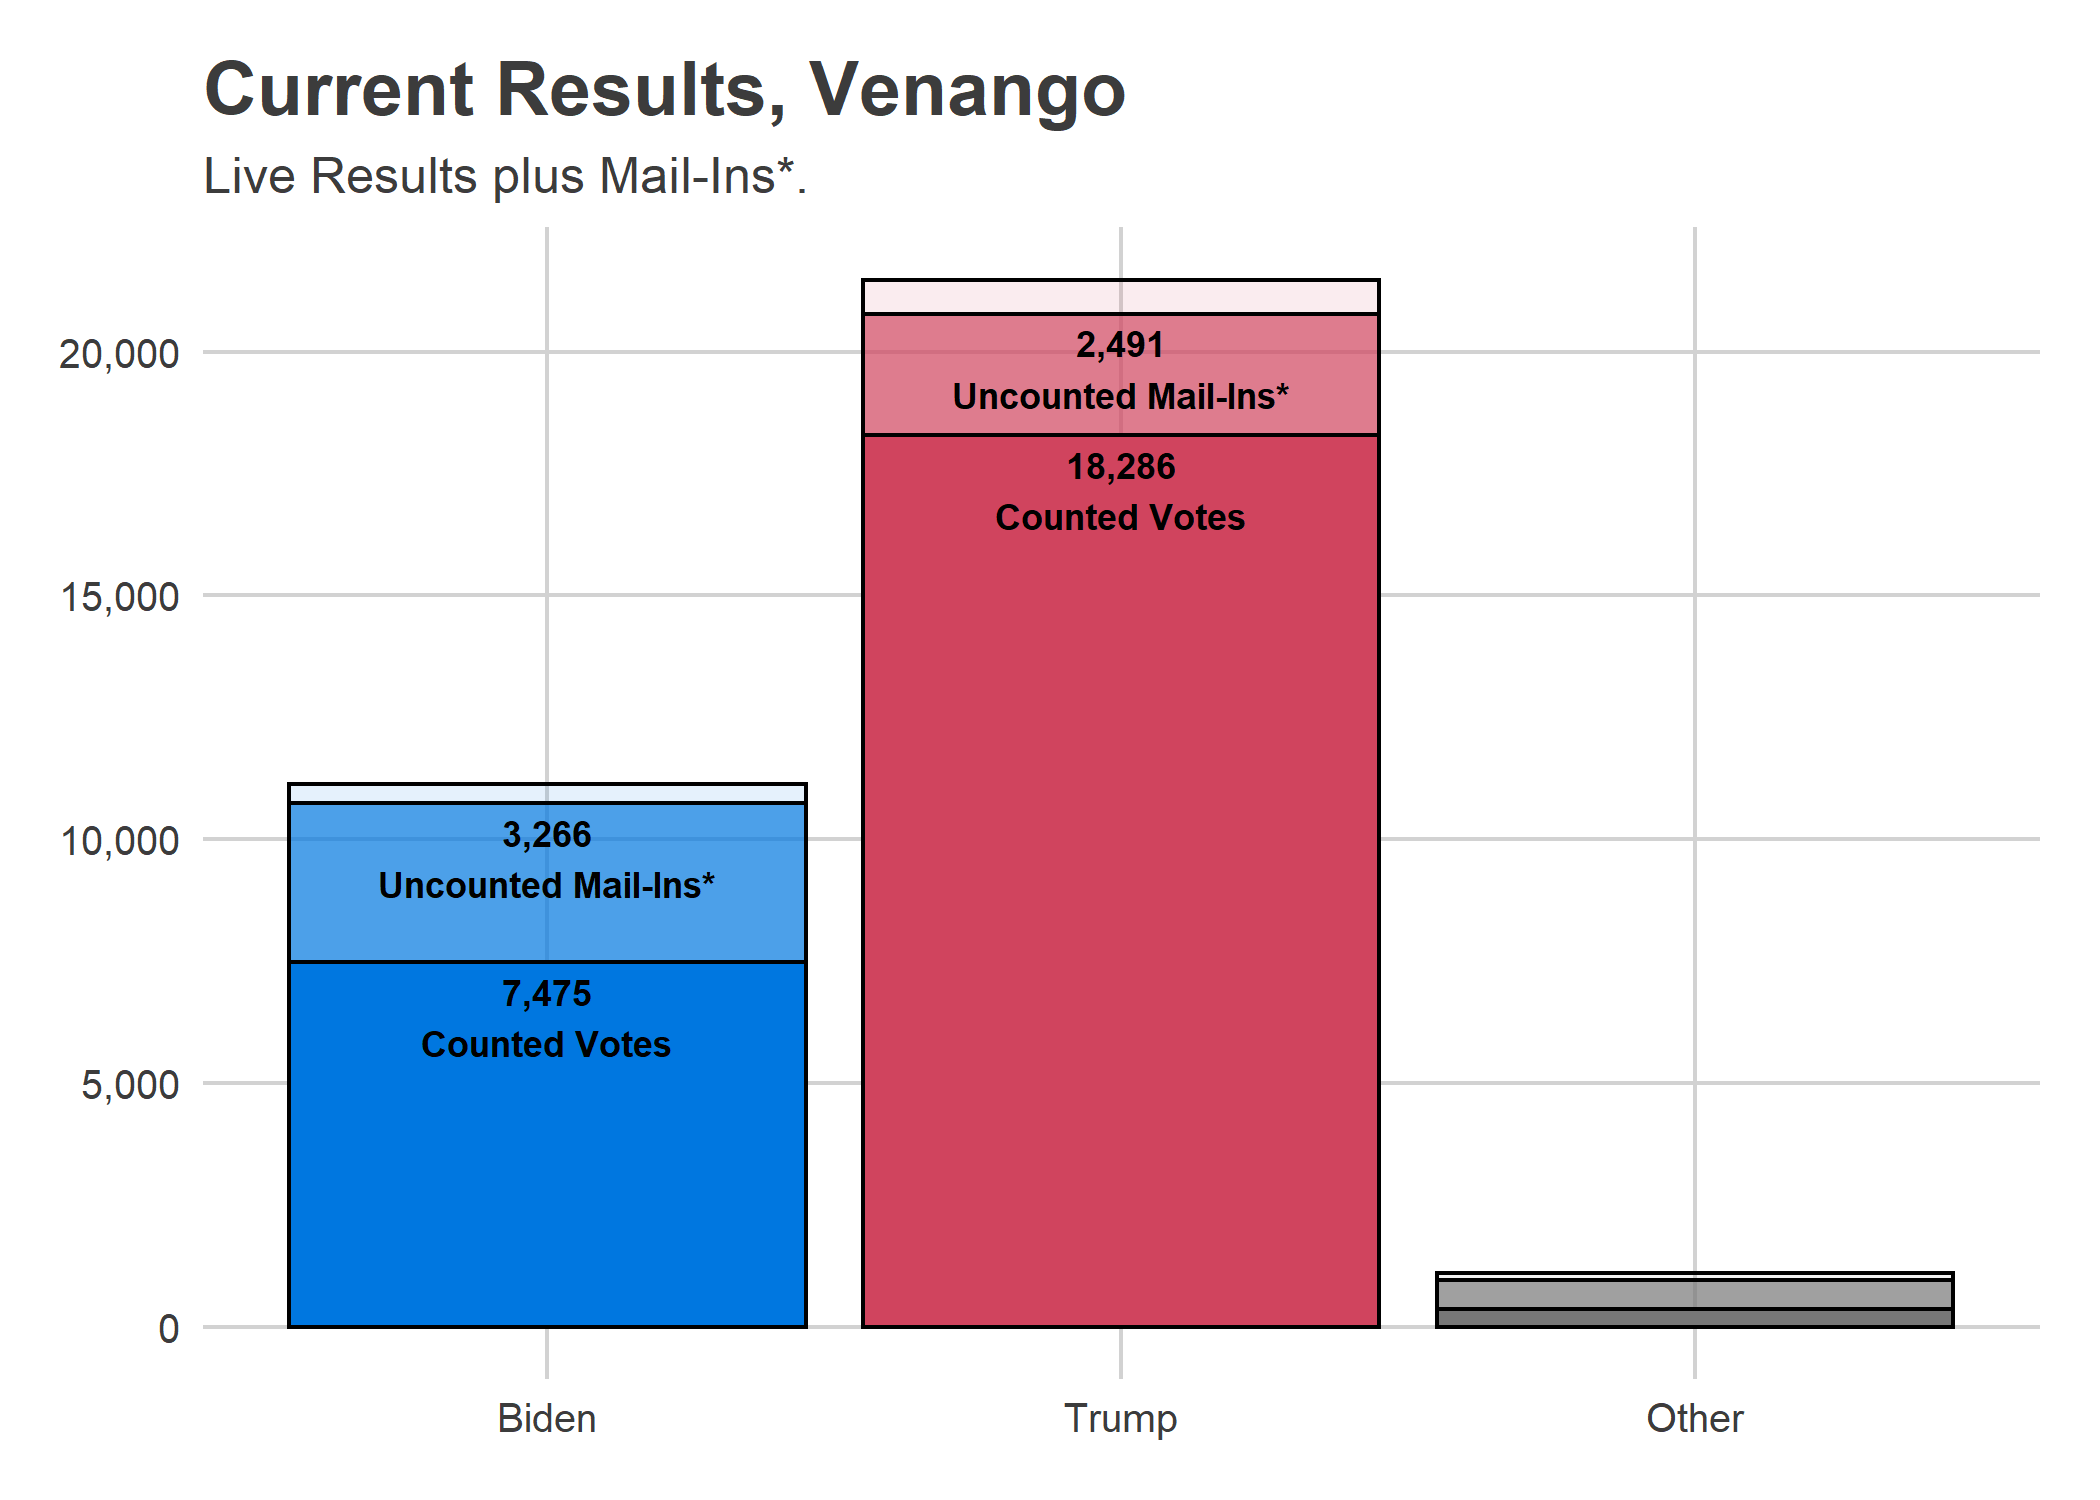 Current Results, Venango
Live Results plus Mail-Ins*.
20,000
15,000
10,000
5,000
0
2,491
Uncounted Mail-Ins*
18,286
Counted Votes
3,266
Uncounted Mail-Ins*
7,475
Counted Votes
Biden
Trump
Other